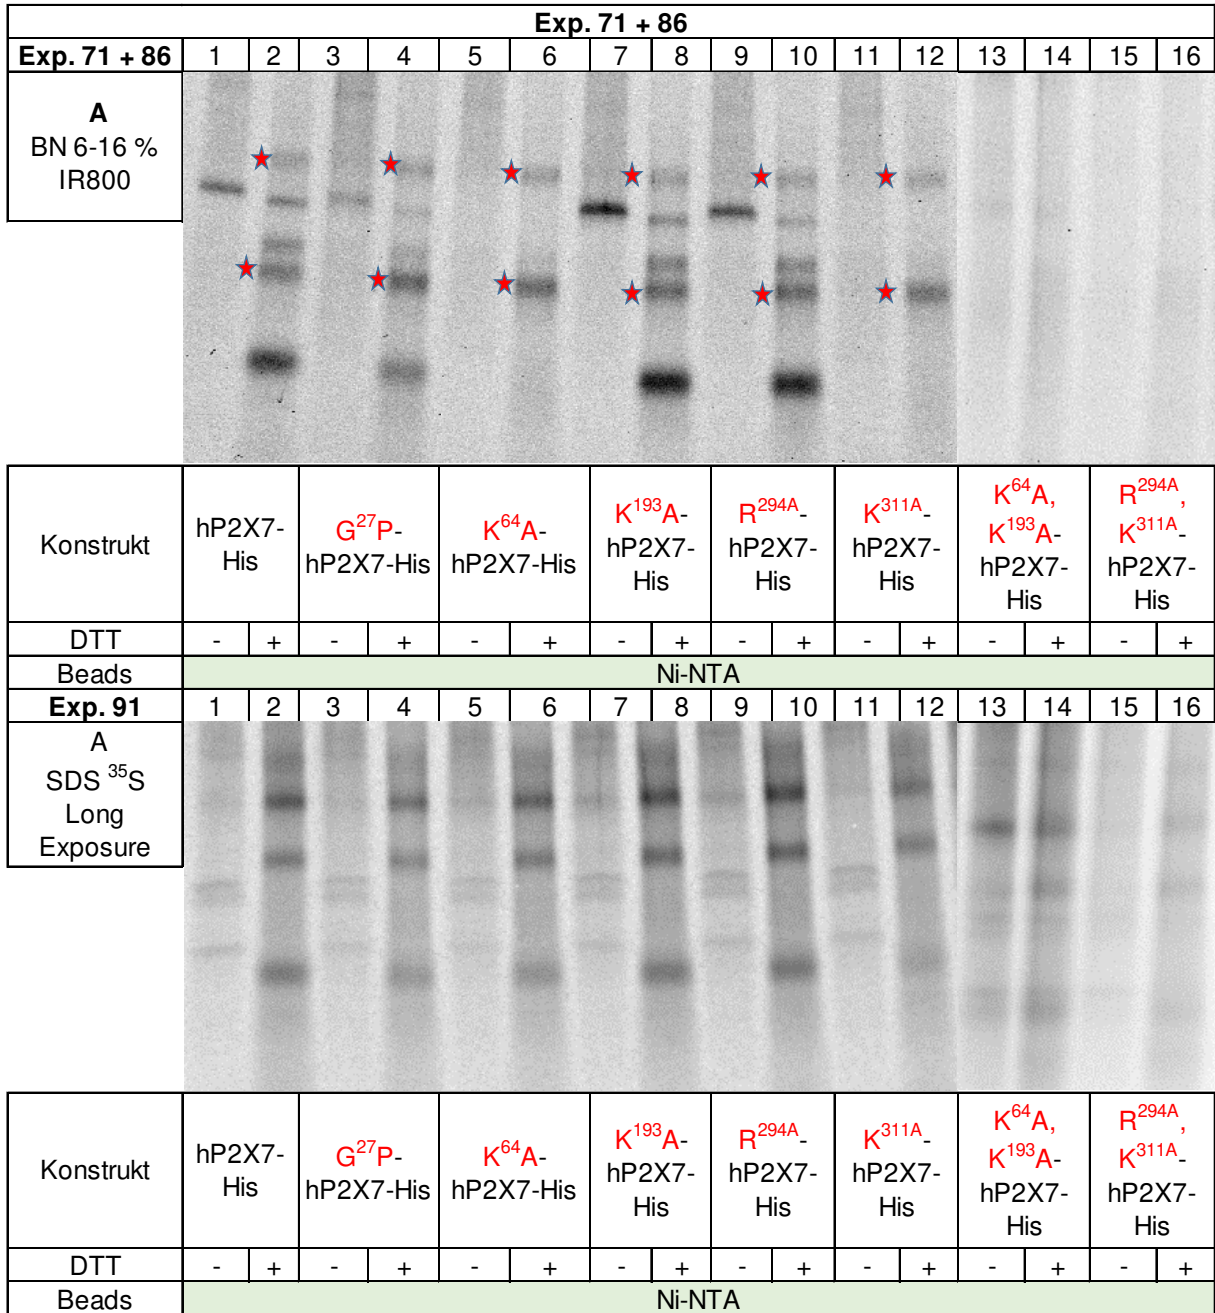 Exp. 71 + 86
Exp. 71 + 86 1 2 3 4 5 6 7 8 9 10 11 12 13 14 15 16
A
BN 6-16 %
IR800
Konstrukt
hP2X7-
His
G²⁷P-
hP2X7-His
K⁶⁴A-
hP2X7-His
K¹⁹³A-
hP2X7-
His
R²⁹⁴ᴬ-
hP2X7-
His
K³¹¹ᴬ-
hP2X7-
His
K⁶⁴A,
K¹⁹³A-
hP2X7-
His
R²⁹⁴ᴬ,
K³¹¹ᴬ-
hP2X7-
His
DTT - + - + - + - + - + - + - + - +
Beads Ni-NTA
Exp. 91 1 2 3 4 5 6 7 8 9 10 11 12 13 14 15 16
A
SDS ³⁵S
Long
Exposure
Konstrukt
hP2X7-
His
G²⁷P-
hP2X7-His
K⁶⁴A-
hP2X7-His
K¹⁹³A-
hP2X7-
His
R²⁹⁴ᴬ-
hP2X7-
His
K³¹¹ᴬ-
hP2X7-
His
K⁶⁴A,
K¹⁹³A-
hP2X7-
His
R²⁹⁴ᴬ,
K³¹¹ᴬ-
hP2X7-
His
DTT - + - + - + - + - + - + - + - +
Beads Ni-NTA